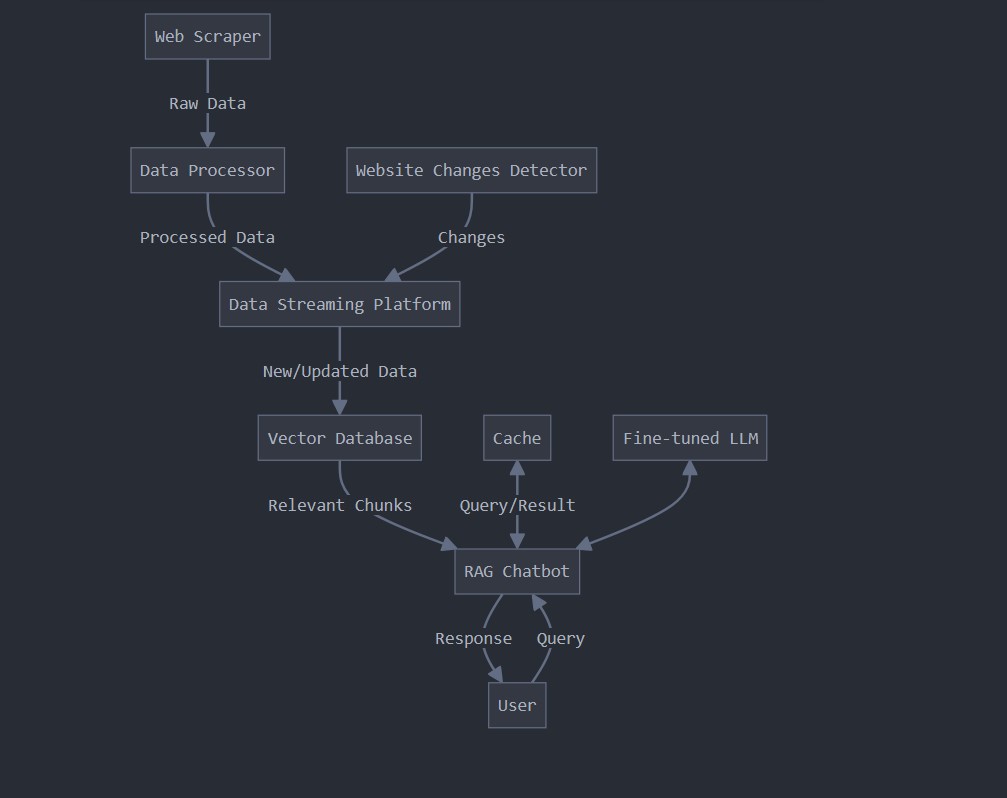 Web Scraper
Raw Data
Data Processor
Website Changes Detector
Processed Data
Changes
Data Streaming Platform
New/Updated Data
Vector Database
Cache
Fine-tuned LLM
Relevant Chunks
Query/Result
RAG Chatbot
Response
Query
User